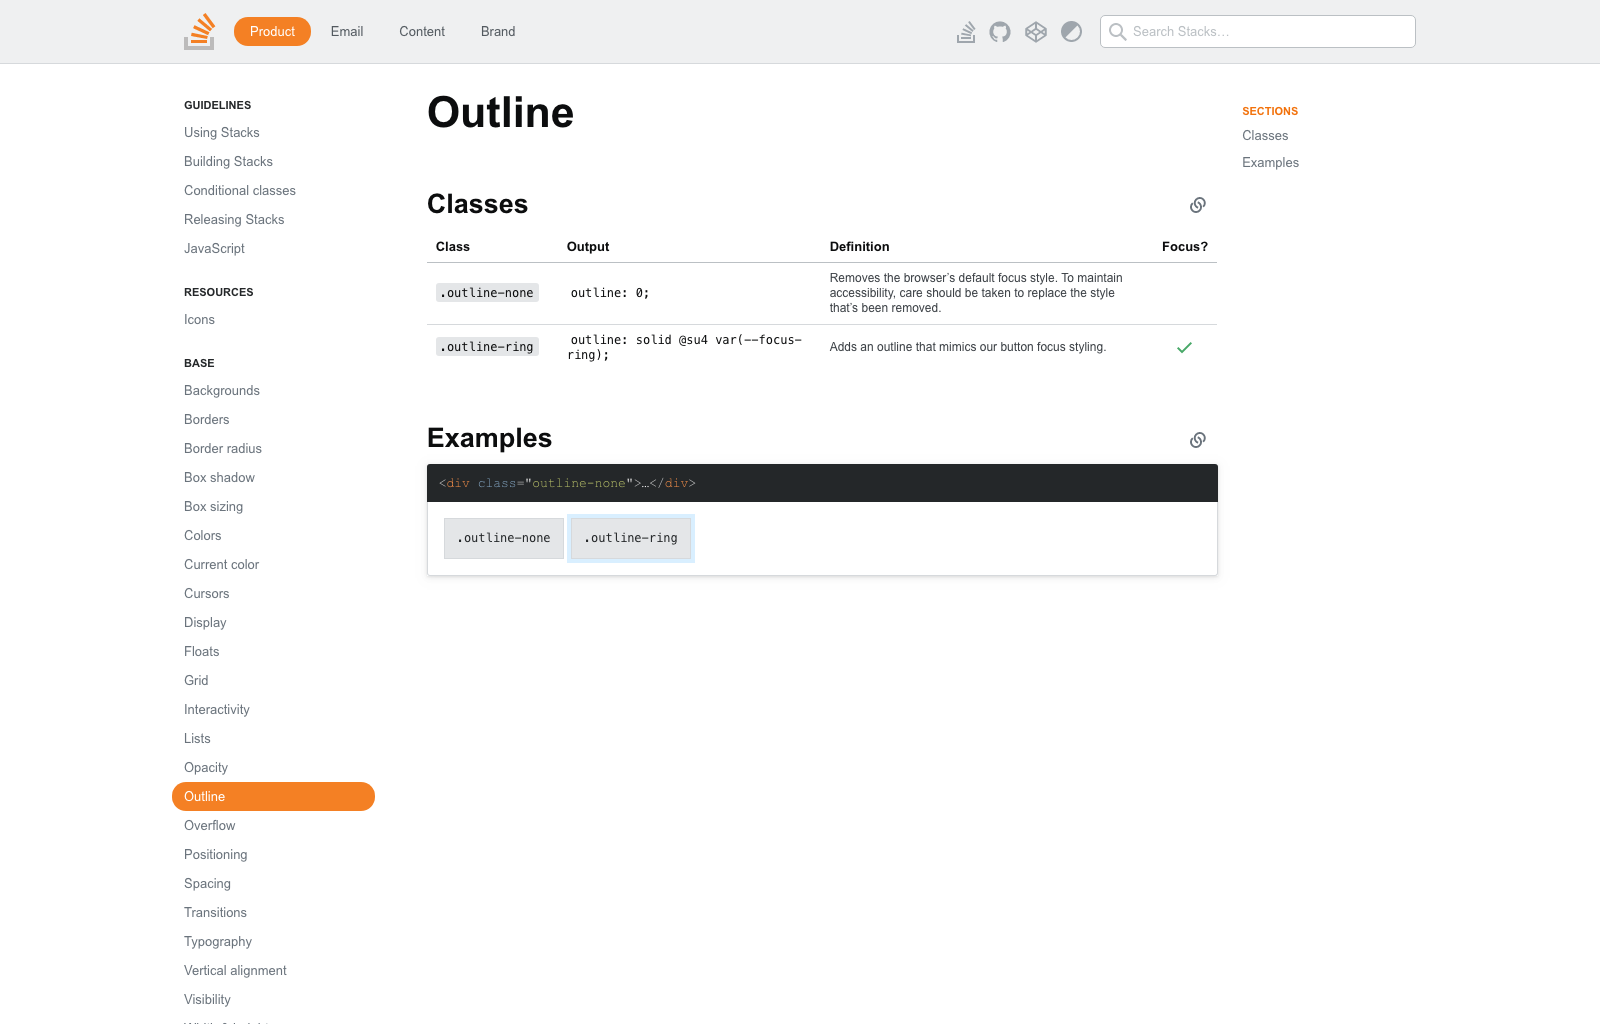 Product
Email
Content
Brand
Search Stacks…
GUIDELINES
Using Stacks
Building Stacks
Conditional classes
Releasing Stacks
JavaScript
RESOURCES
Icons
BASE
Backgrounds
Borders
Border radius
Box shadow
Box sizing
Colors
Current color
Cursors
Display
Floats
Grid
Interactivity
Lists
Opacity
Outline
Overflow
Positioning
Spacing
Transitions
Typography
Vertical alignment
Visibility
Outline
Classes
Class Output Definition Focus?
.outline-none
outline: 0;
Removes the browser’s default focus style. To maintain
accessibility, care should be taken to replace the style
that’s been removed.
.outline-ring
outline: solid @su4 var(--focus-
ring);
Adds an outline that mimics our button focus styling.
Examples
<div class="outline-none">…</div>
.outline-none
.outline-ring
SECTIONS
Classes
Examples